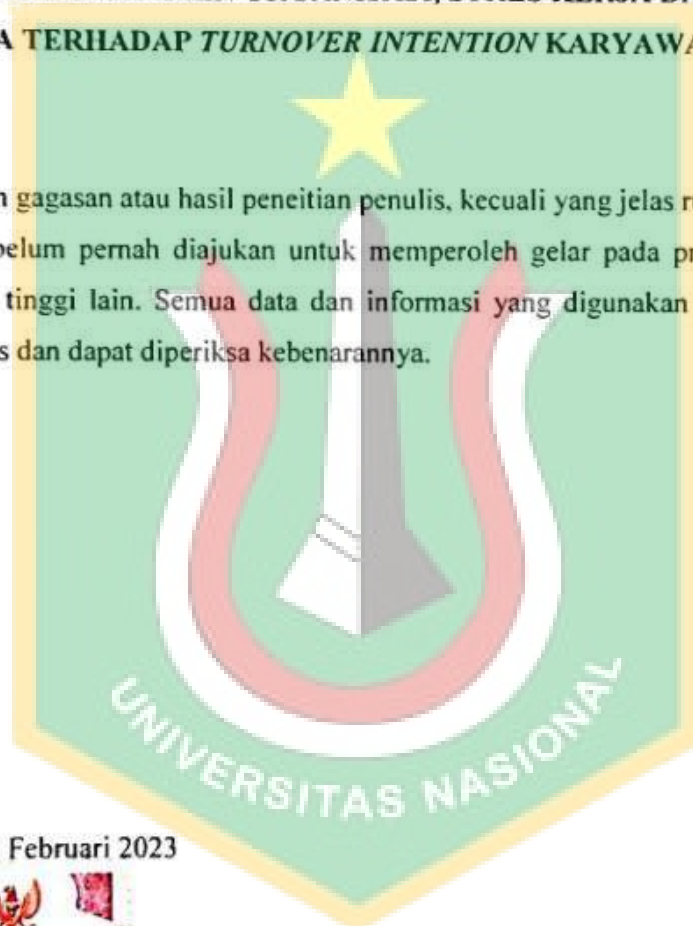 A TERHADAP TURNOVER INTENTION KARYAWA
gagasan atau hasil peneitian penulis, kecuali yang jelas
belum pernah diajukan untuk memperoleh gelar pada
tinggi lain. Semua data dan informasi yang digunakan
dan dapat diperiksa kebenarannya.
UNIVERSITAS NASIONAL
Februari 2023